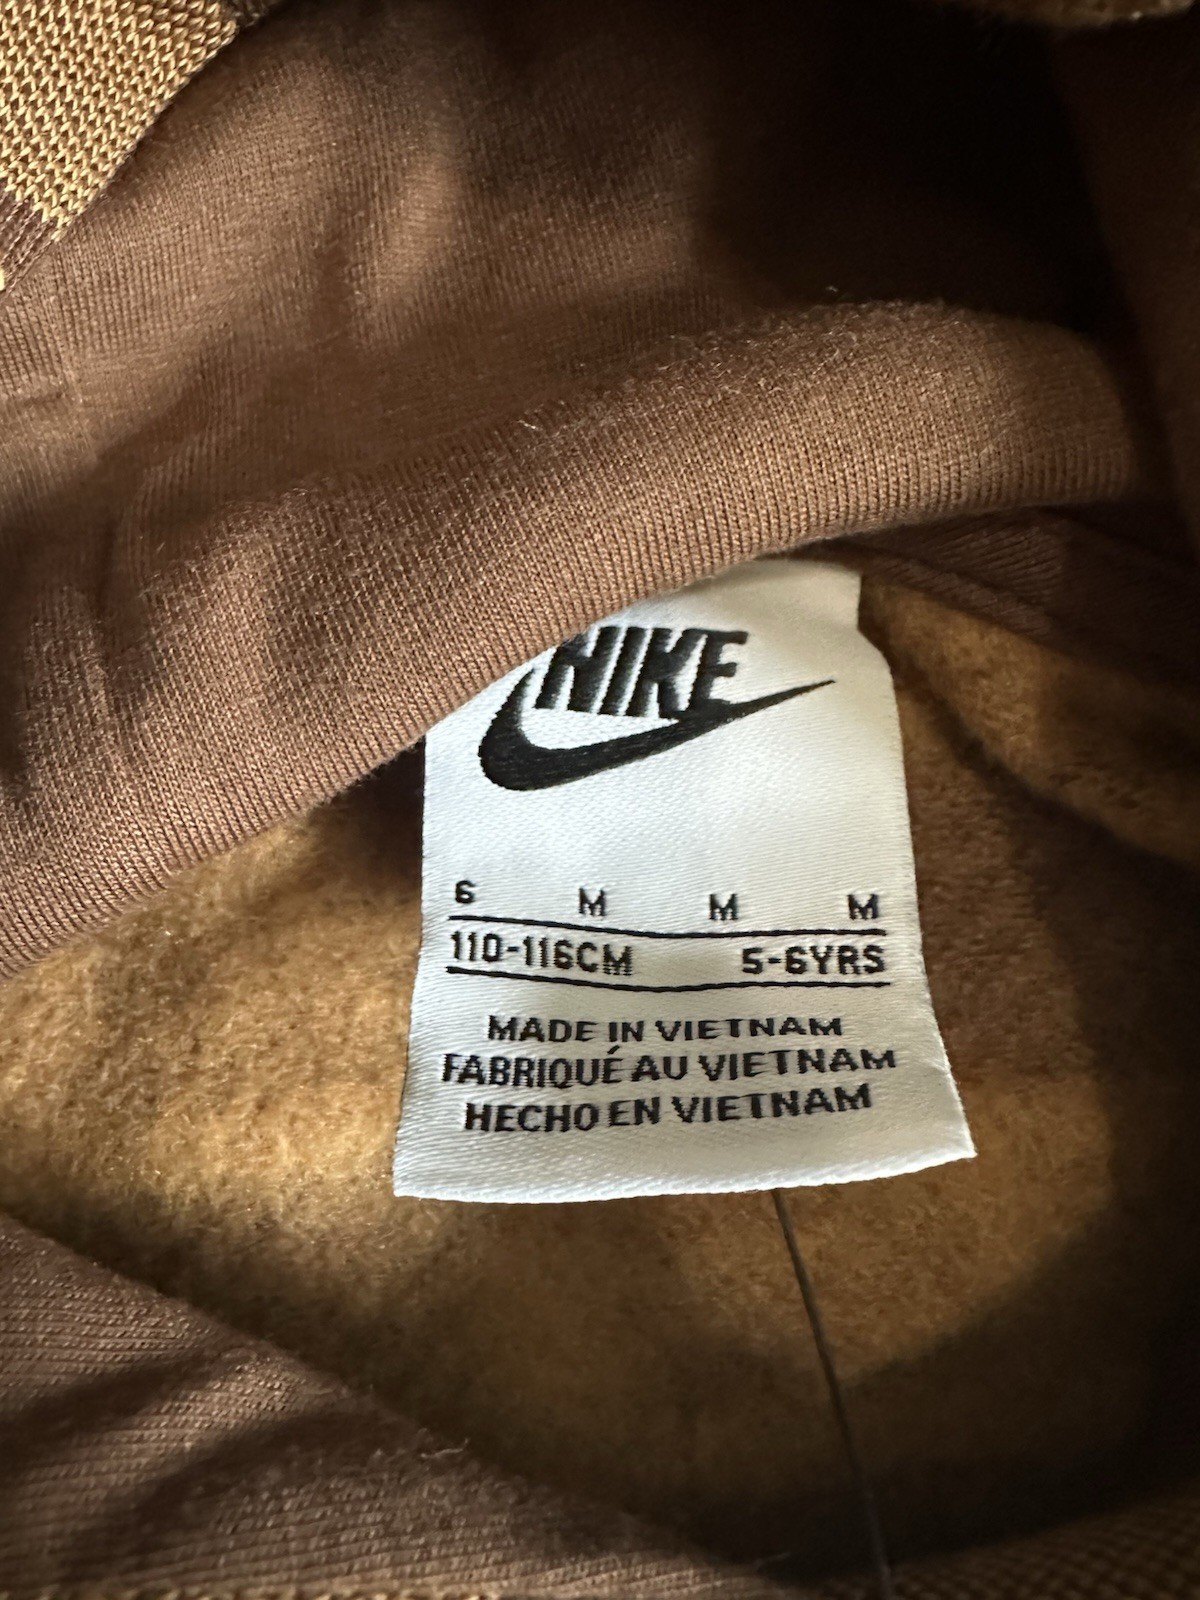 NIKE
6 M M M
110-116CM 5-6YRS
MADE IN VIETNAM
FABRIQUÉ AU VIETNAM
HECHO EN VIETNAM